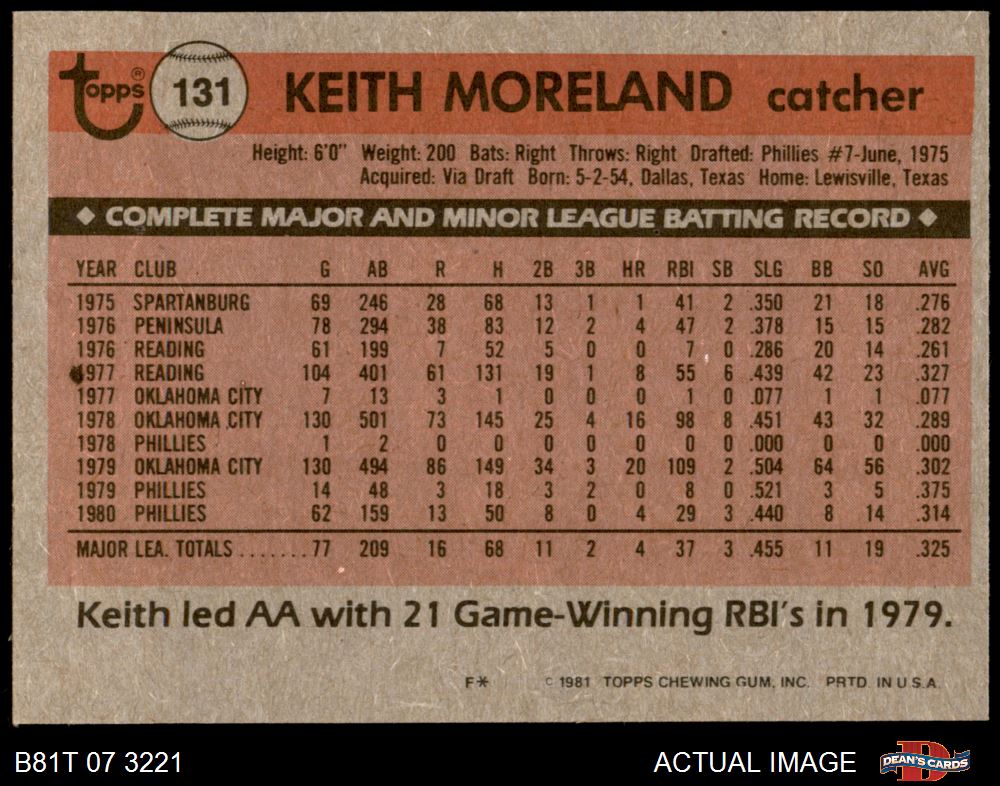 topps® 131 KEITH MORELAND catcher
Height: 6'0" Weight: 200 Bats: Right Throws: Right Drafted: Phillies #7-June, 1975
Acquired: Via Draft Born: 5-2-54, Dallas, Texas Home: Lewisville, Texas
◆ COMPLETE MAJOR AND MINOR LEAGUE BATTING RECORD ◆
YEAR CLUB G AB R H 2B 3B HR RBI SB SLG BB SO AVG
1975 SPARTANBURG 69 246 28 68 13 1 1 41 2 .350 21 18 .276
1976 PENINSULA 78 294 38 83 12 2 4 47 2 .378 15 15 .282
1976 READING 61 199 7 52 5 0 0 7 0 .286 20 14 .261
1977 READING 104 401 61 131 19 1 8 55 6 .439 42 23 .327
1977 OKLAHOMA CITY 7 13 3 1 0 0 0 1 0 .077 1 1 .077
1978 OKLAHOMA CITY 130 501 73 145 25 4 16 98 8 .451 43 32 .289
1978 PHILLIES 1 2 0 0 0 0 0 0 0 .000 0 0 .000
1979 OKLAHOMA CITY 130 494 86 149 34 3 20 109 2 .504 64 56 .302
1979 PHILLIES 14 48 3 18 3 2 0 8 0 .521 3 5 .375
1980 PHILLIES 62 159 13 50 8 0 4 29 3 .440 8 14 .314
MAJOR LEA. TOTALS.......77 209 16 68 11 2 4 37 3 .455 11 19 .325
Keith led AA with 21 Game-Winning RBI's in 1979.
F* © 1981 TOPPS CHEWING GUM, INC. PRTD. IN U.S.A.
B81T 07 3221 ACTUAL IMAGE D DEAN'S CARDS